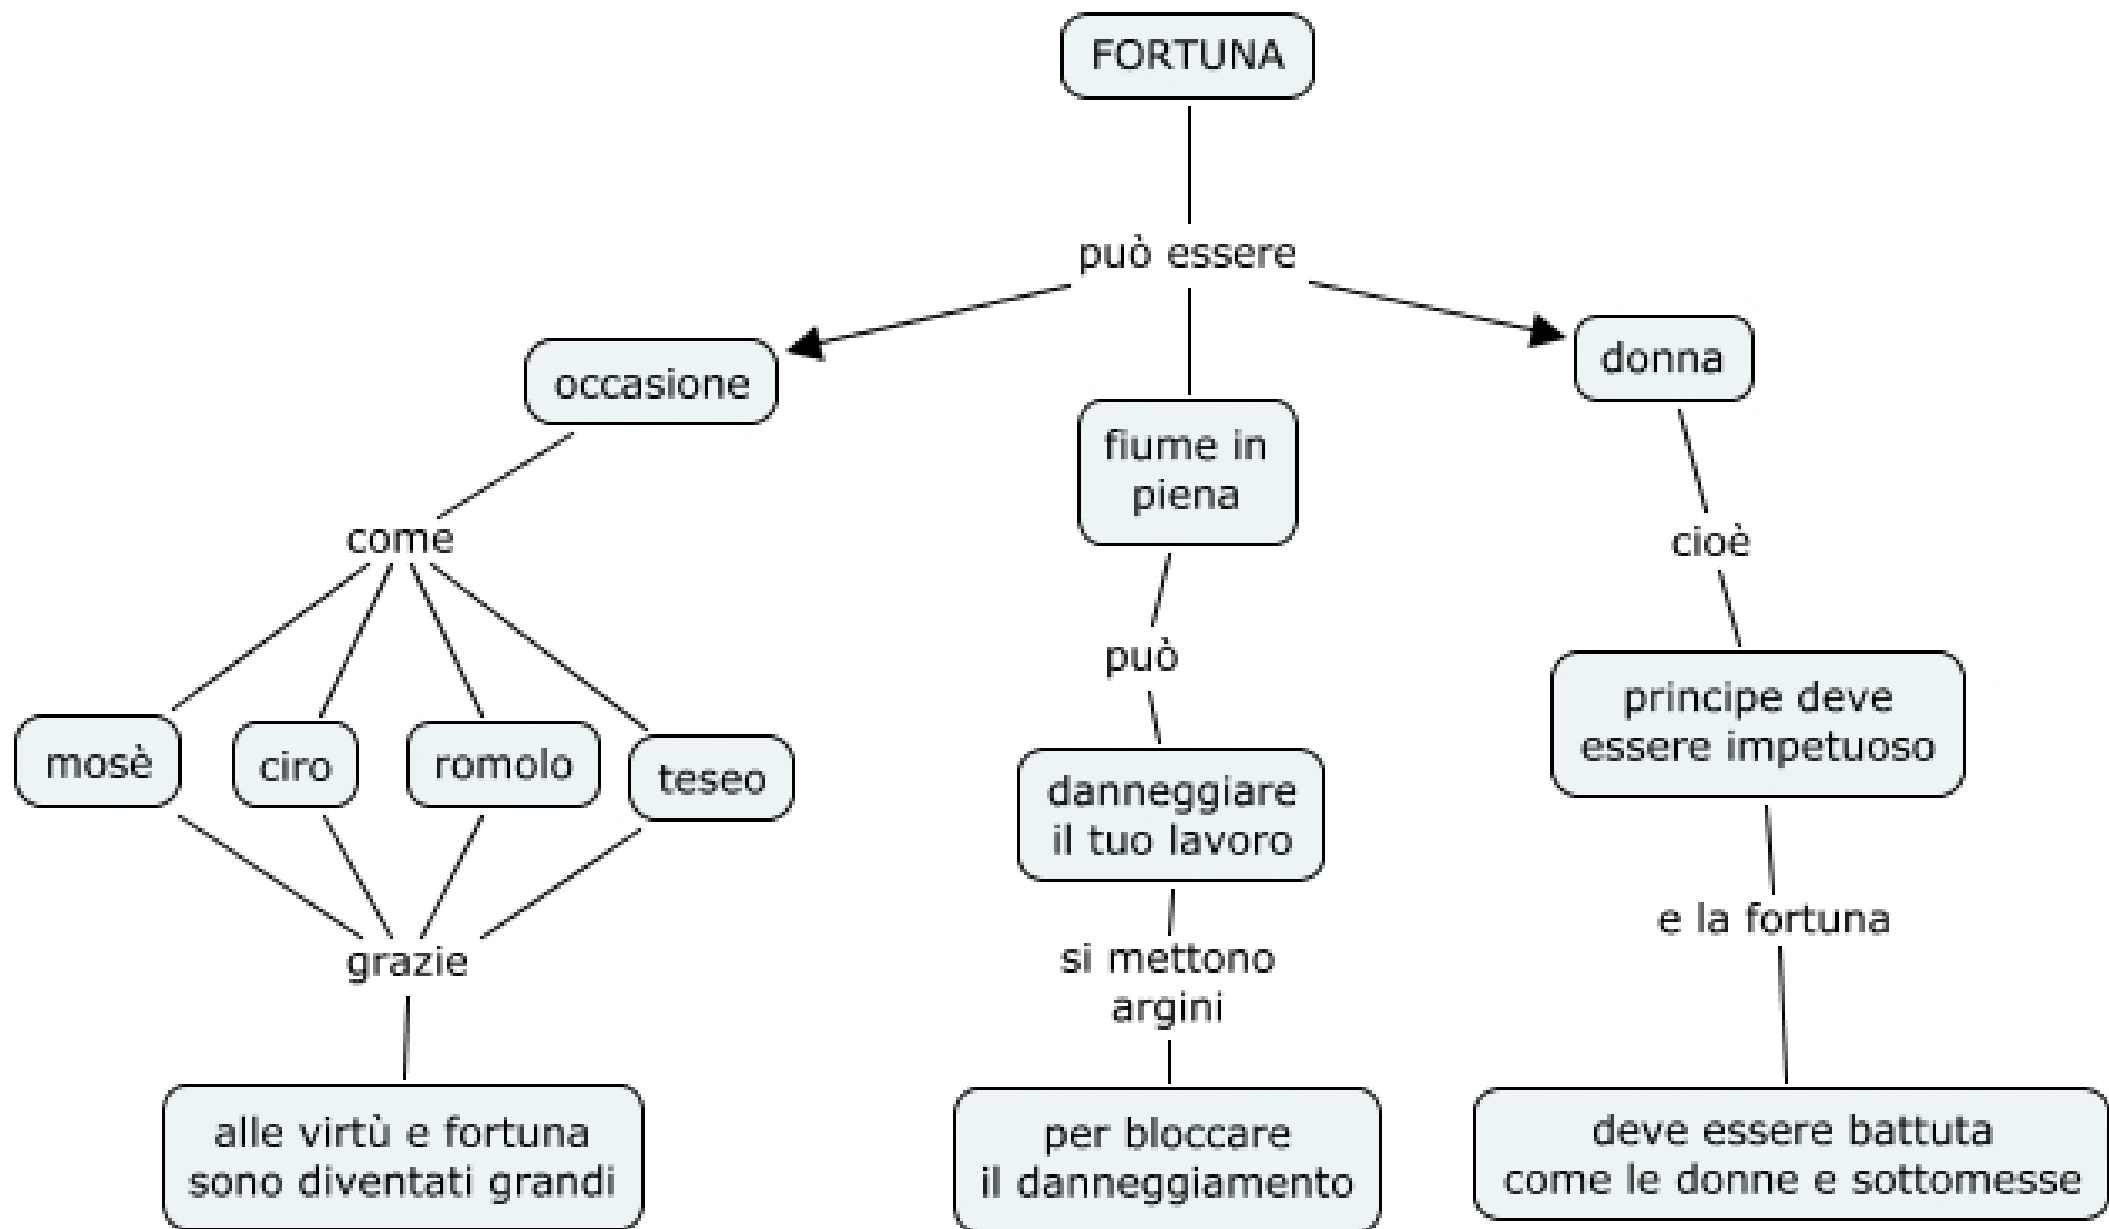 FORTUNA
può essere
occasione
donna
fiume in
piena
come
cioè
può
mosè
ciro
romolo
teseo
principe deve
essere impetuoso
danneggiare
il tuo lavoro
e la fortuna
grazie
si mettono
argini
alle virtù e fortuna
sono diventati grandi
per bloccare
il danneggiamento
deve essere battuta
come le donne e sottomesse